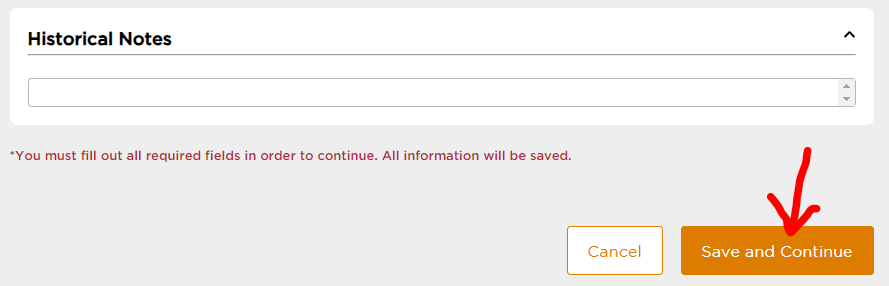 Historical Notes
*You must fill out all required fields in order to continue. All information will be saved.
Cancel
Save and Continue